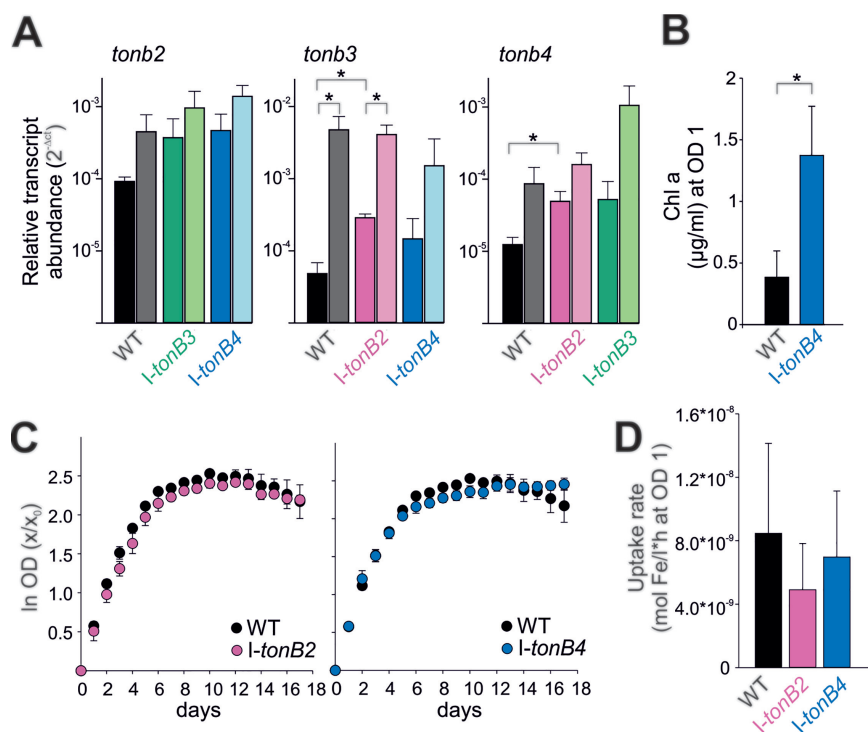 A
tonb2
tonb3
tonb4
Relative transcript
abundance (2^-Δct)
10^-3
10^-4
10^-5
10^-2
10^-3
10^-4
10^-3
10^-4
10^-5
*
*
*
*
WT
I-tonB3
I-tonB4
WT
I-tonB2
I-tonB4
WT
I-tonB2
I-tonB3
B
Chl a
(µg/ml) at OD 1
2
1.5
1
0.5
0
*
WT
I-tonB4
C
ln OD (x/x₀)
2.5
2.0
1.5
1.0
0.5
WT
I-tonB2
WT
I-tonB4
0 2 4 6 8 10 12 14 16 18
0 2 4 6 8 10 12 14 16 18
days
days
D
Uptake rate
(mol Fe/l*h at OD 1)
1.6*10^-8
1.2*10^-8
8.0*10^-9
4.0*10^-9
0
WT
I-tonB2
I-tonB4